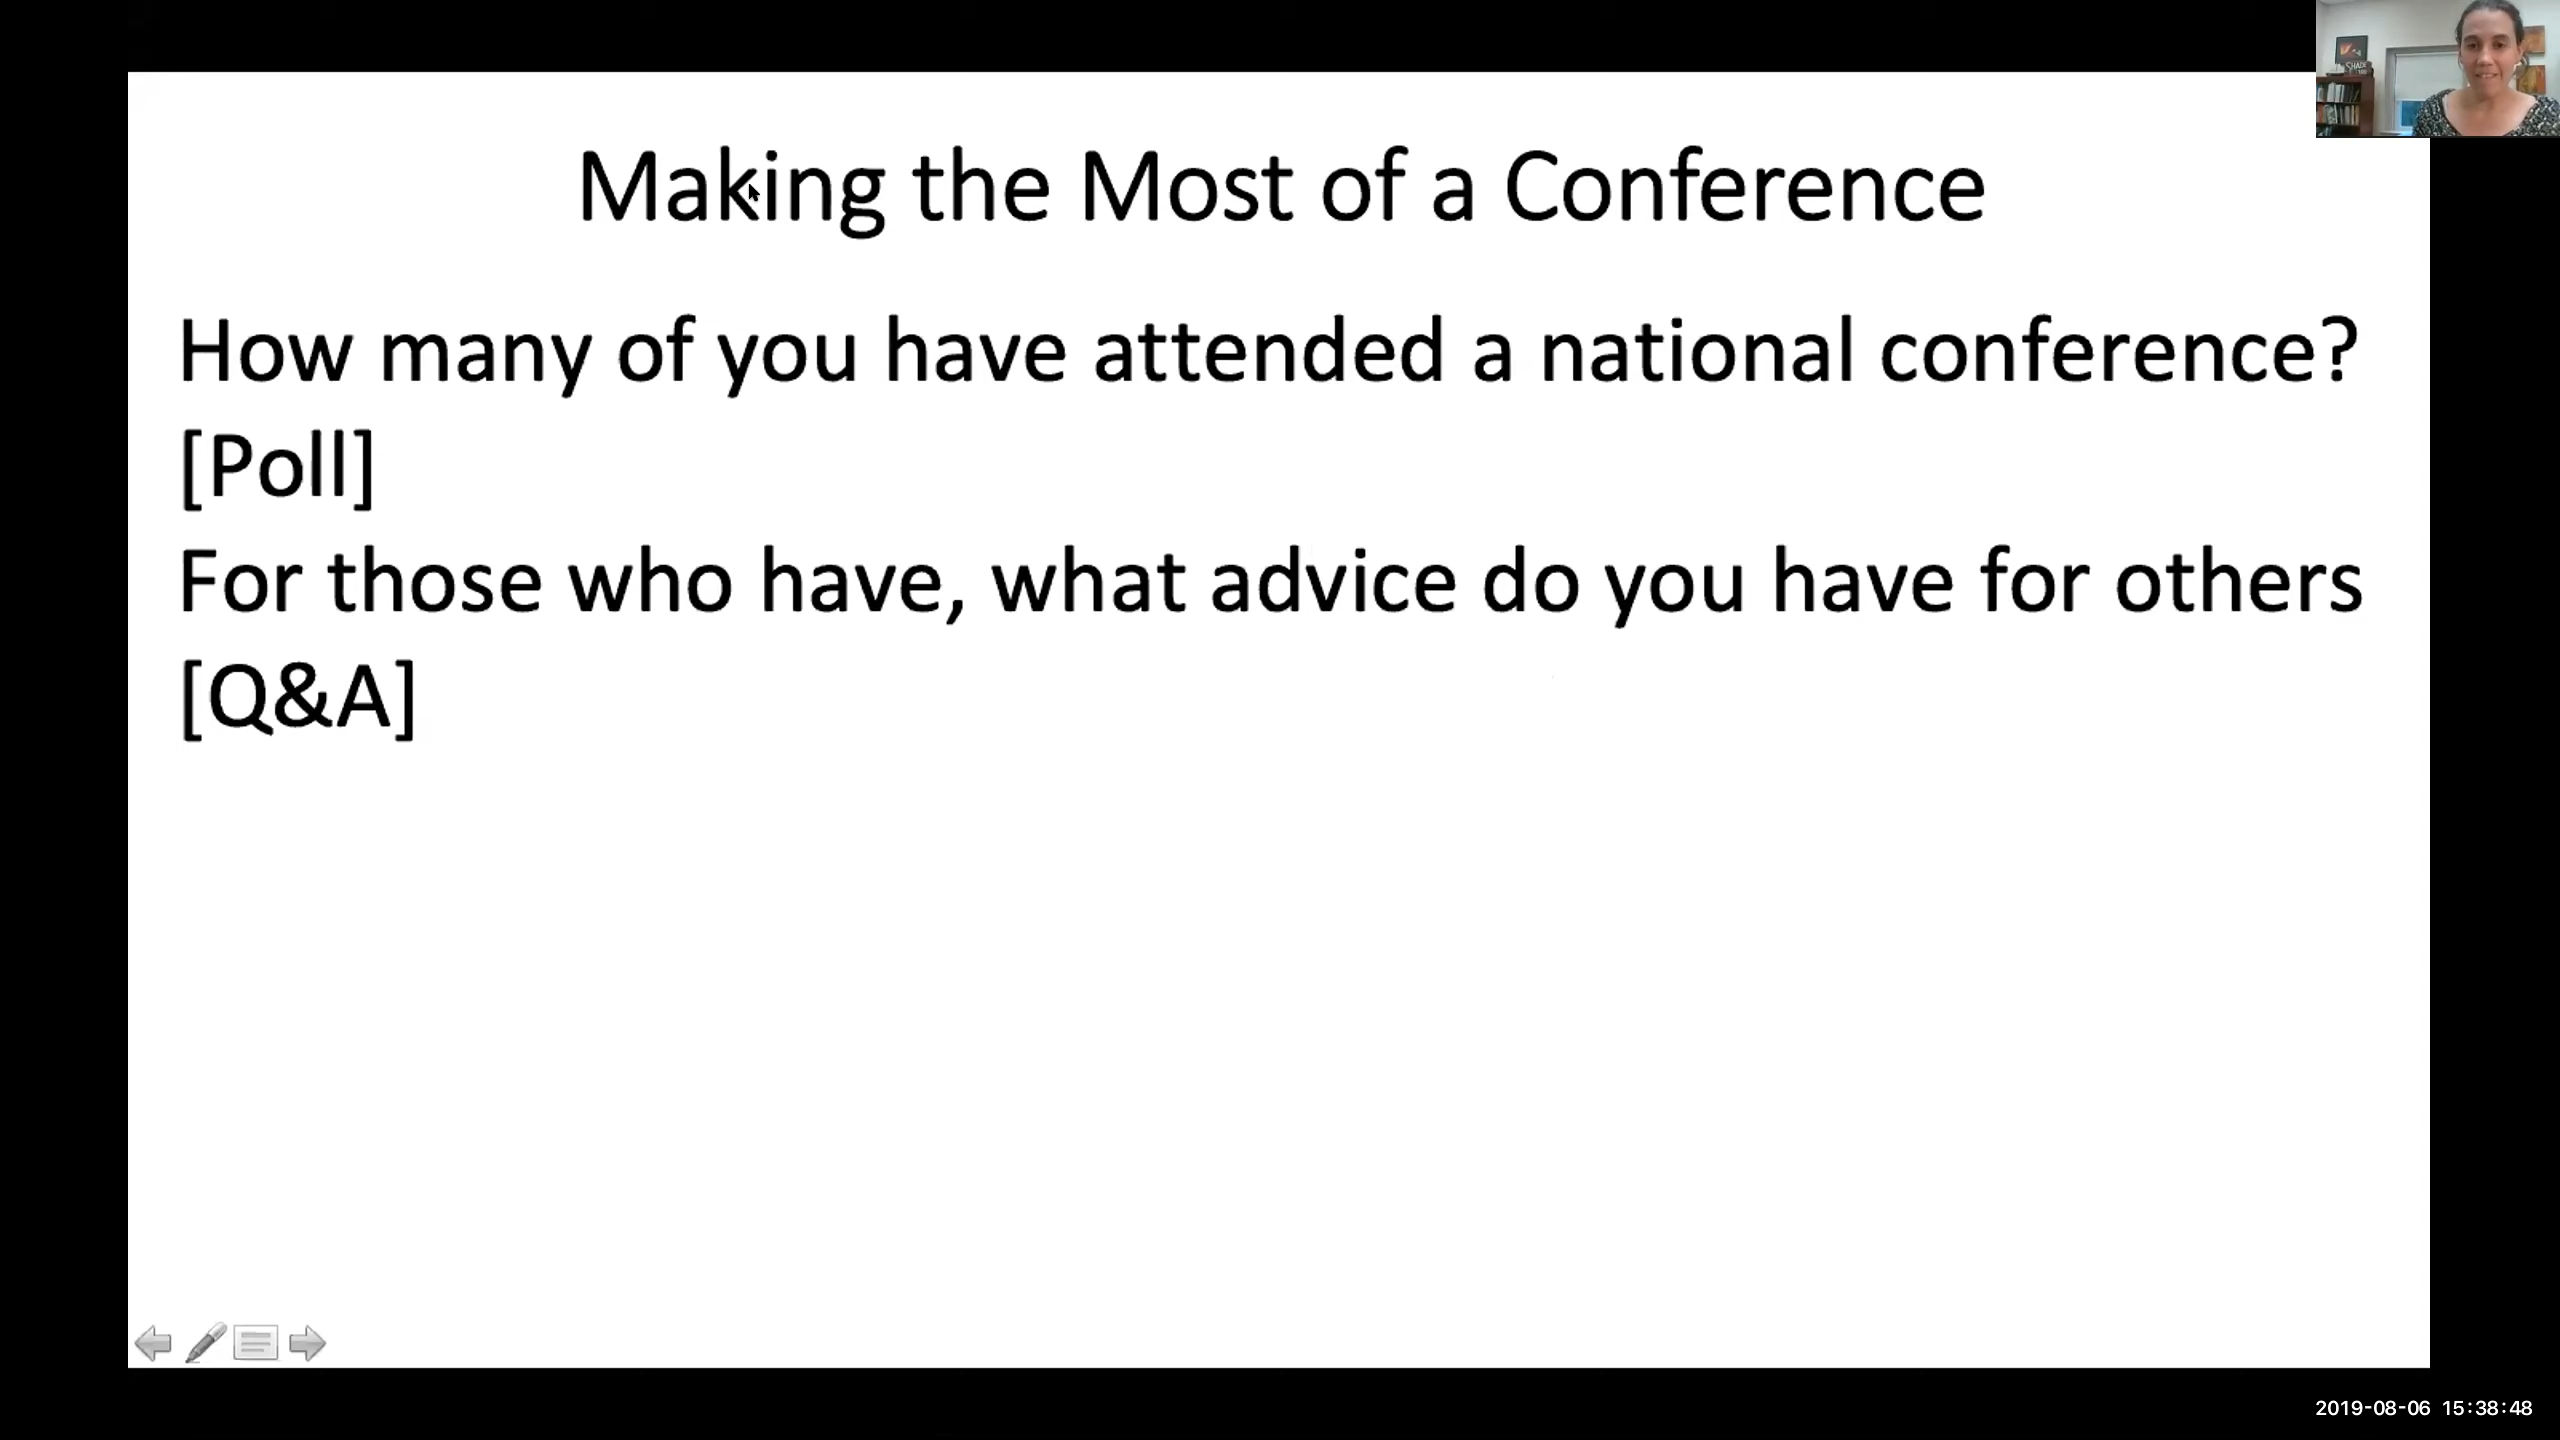 Making the Most of a Conference
How many of you have attended a national conference?
[Poll]
For those who have, what advice do you have for others
[Q&A]
SHADE
2019-08-06 15:38:48